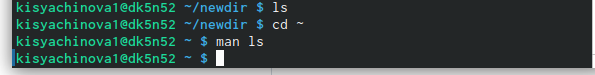 kisyachinova1@dk5n52 ~/newdir $ ls
kisyachinova1@dk5n52 ~/newdir $ cd ~
kisyachinova1@dk5n52 ~ $ man ls
kisyachinova1@dk5n52 ~ $